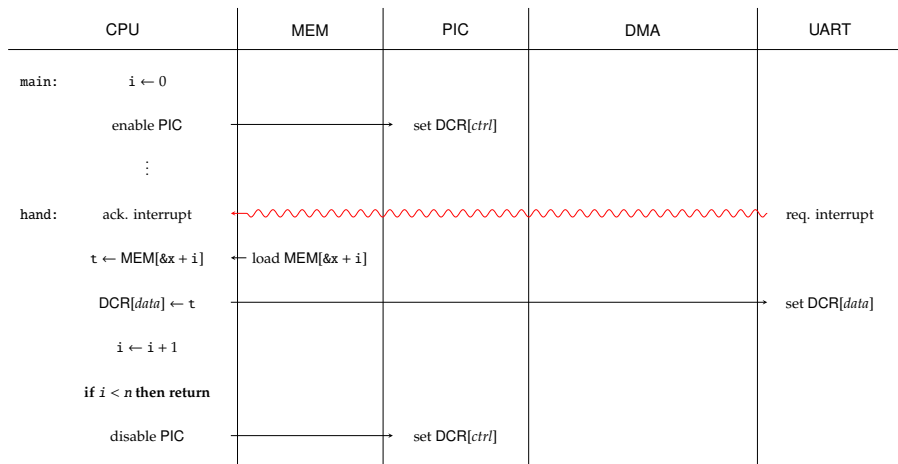 CPU MEM PIC DMA UART
main: i ← 0
enable PIC set DCR[ctrl]
⋮
hand: ack. interrupt req. interrupt
t ← MEM[&x + i] load MEM[&x + i]
DCR[data] ← t set DCR[data]
i ← i + 1
if i < n then return
disable PIC set DCR[ctrl]